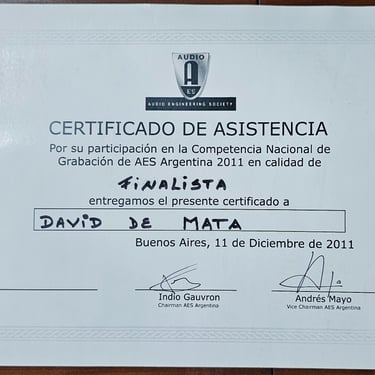 AUDIO
A
ES
AUDIO ENGINEERING SOCIETY
CERTIFICADO DE ASISTENCIA
Por su participación en la Competencia Nacional de
Grabación de AES Argentina 2011 en calidad de
FINALISTA
entregamos el presente certificado a
DAVID DE MATA
Buenos Aires, 11 de Diciembre de 2011
Indio Gauvron
Andrés Mayo
Chairman AES Argentina
Vice Chairman AES Argentina